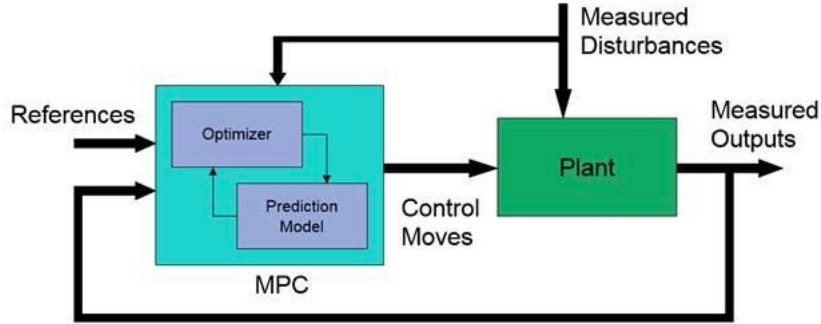 Measured
Disturbances
References
Optimizer
Prediction
Model
MPC
Control
Moves
Plant
Measured
Outputs